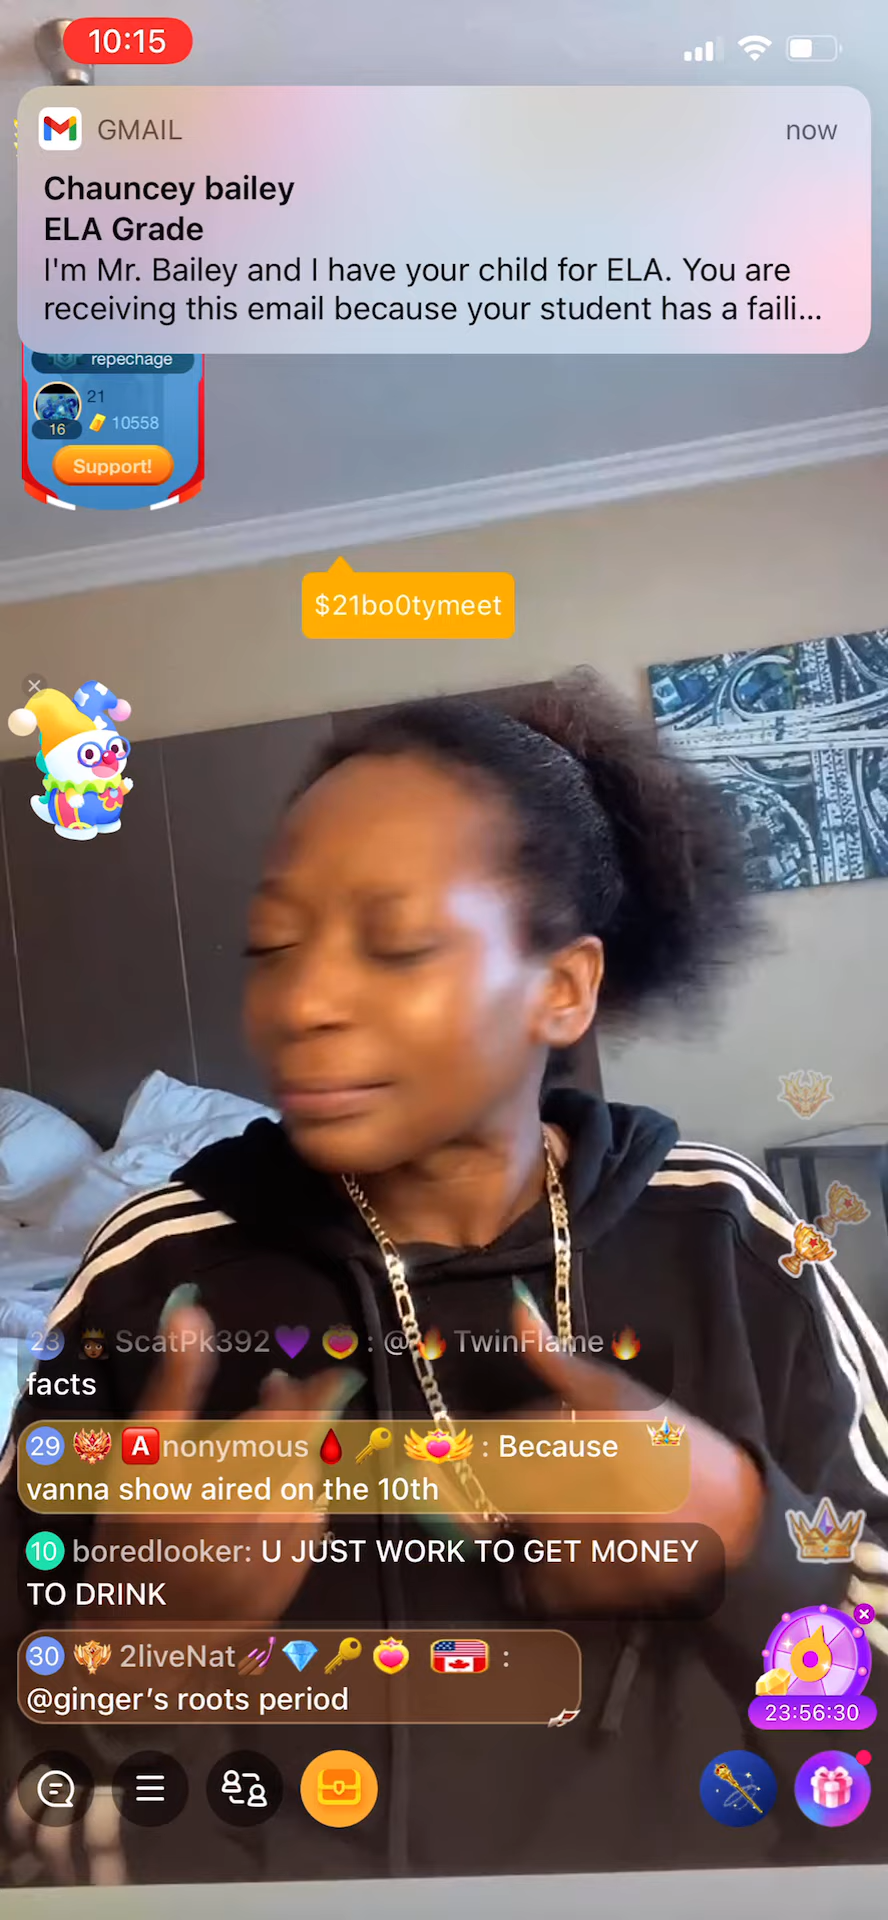 10:15
GMAIL
now
Chauncey bailey
ELA Grade
I'm Mr. Bailey and I have your child for ELA. You are
receiving this email because your student has a faili...
repechage
21
16
10558
Support!
$21bo0tymeet
23 ScatPk392 : @ TwinFlame
facts
29 Anonymous : Because
vanna show aired on the 10th
10 boredlooker: U JUST WORK TO GET MONEY
TO DRINK
30 2liveNat :
@ginger's roots period
23:56:30